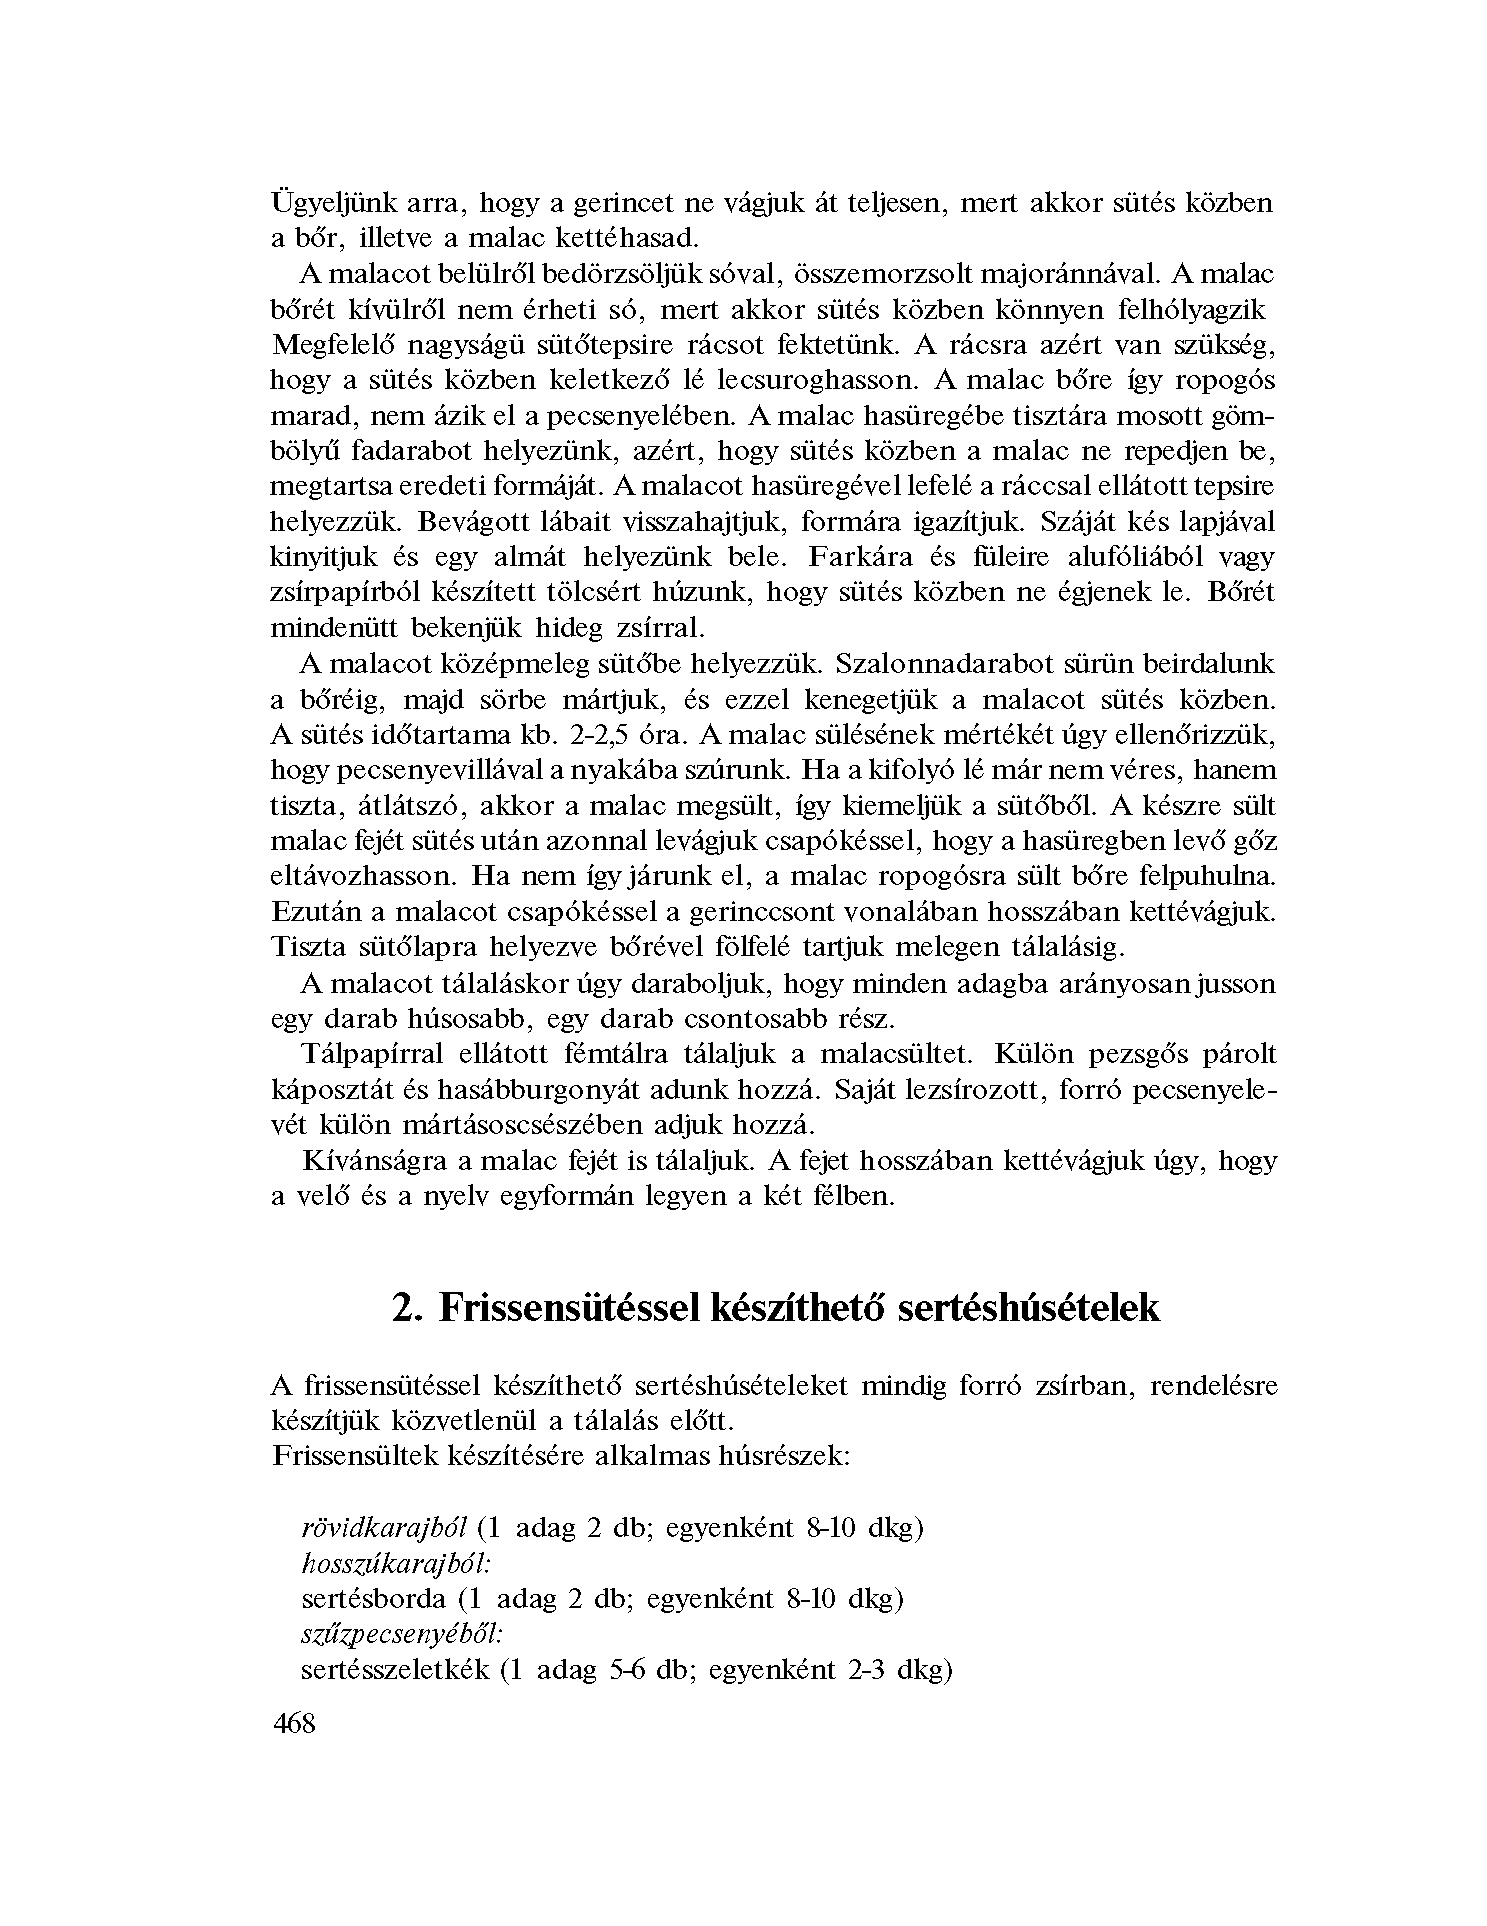 Ügyeljünk arra, hogy a gerincet ne vágjuk át teljesen, mert akkor sütés közben
a bőr, illetve a malac kettéhasad.
A malacot belülről bedörzsöljük sóval, összemorzsolt majoránnával. A malac
bőrét kívülről nem érheti só, mert akkor sütés közben könnyen felhólyagzik
Megfelelő nagyságü sütőtepsire rácsot fektetünk. A rácsra azért van szükség,
hogy a sütés közben keletkező lé lecsuroghasson. A malac bőre így ropogós
marad, nem ázik el a pecsenyelében. A malac hasüregébe tisztára mosott göm-
bölyű fadarabot helyezünk, azért, hogy sütés közben a malac ne repedjen be,
megtartsa eredeti formáját. A malacot hasüregével lefelé a ráccsal ellátott tepsire
helyezzük. Bevágott lábait visszahajtjuk, formára igazítjuk. Száját kés lapjával
kinyitjuk és egy almát helyezünk bele. Farkára és füleire alufóliából vagy
zsírpapírból készített tölcsért húzunk, hogy sütés közben ne égjenek le. Bőrét
mindenütt bekenjük hideg zsírral.
A malacot középmeleg sütőbe helyezzük. Szalonnadarabot sürün beirdalunk
a bőréig, majd sörbe mártjuk, és ezzel kenegetjük a malacot sütés közben.
A sütés időtartama kb. 2-2,5 óra. A malac sülésének mértékét úgy ellenőrizzük,
hogy pecsenyevillával a nyakába szúrunk. Ha a kifolyó lé már nem véres, hanem
tiszta, átlátszó, akkor a malac megsült, így kiemeljük a sütőből. A készre sült
malac fejét sütés után azonnal levágjuk csapókéssel, hogy a hasüregben levő gőz
eltávozhasson. Ha nem így járunk el, a malac ropogósra sült bőre felpuhulna.
Ezután a malacot csapókéssel a gerinccsont vonalában hosszában kettévágjuk.
Tiszta sütőlapra helyezve bőrével fölfelé tartjuk melegen tálalásig.
A malacot tálaláskor úgy daraboljuk, hogy minden adagba arányosan jusson
egy darab húsosabb, egy darab csontosabb rész.
Tálpapírral ellátott fémtálra tálaljuk a malacsültet. Külön pezsgős párolt
káposztát és hasábburgonyát adunk hozzá. Saját lezsírozott, forró pecsenyele-
vét külön mártásoscsészében adjuk hozzá.
Kívánságra a malac fejét is tálaljuk. A fejet hosszában kettévágjuk úgy, hogy
a velő és a nyelv egyformán legyen a két félben.
2. Frissensütéssel készíthető sertéshúsételek
A frissensütéssel készíthető sertéshúsételeket mindig forró zsírban, rendelésre
készítjük közvetlenül a tálalás előtt.
Frissensültek készítésére alkalmas húsrészek:
rövidkarajból (1 adag 2 db; egyenként 8-10 dkg)
hosszúkarajból:
sertésborda (1 adag 2 db; egyenként 8-10 dkg)
szűzpecsenyéből:
sertésszeletkék (1 adag 5-6 db; egyenként 2-3 dkg)
468